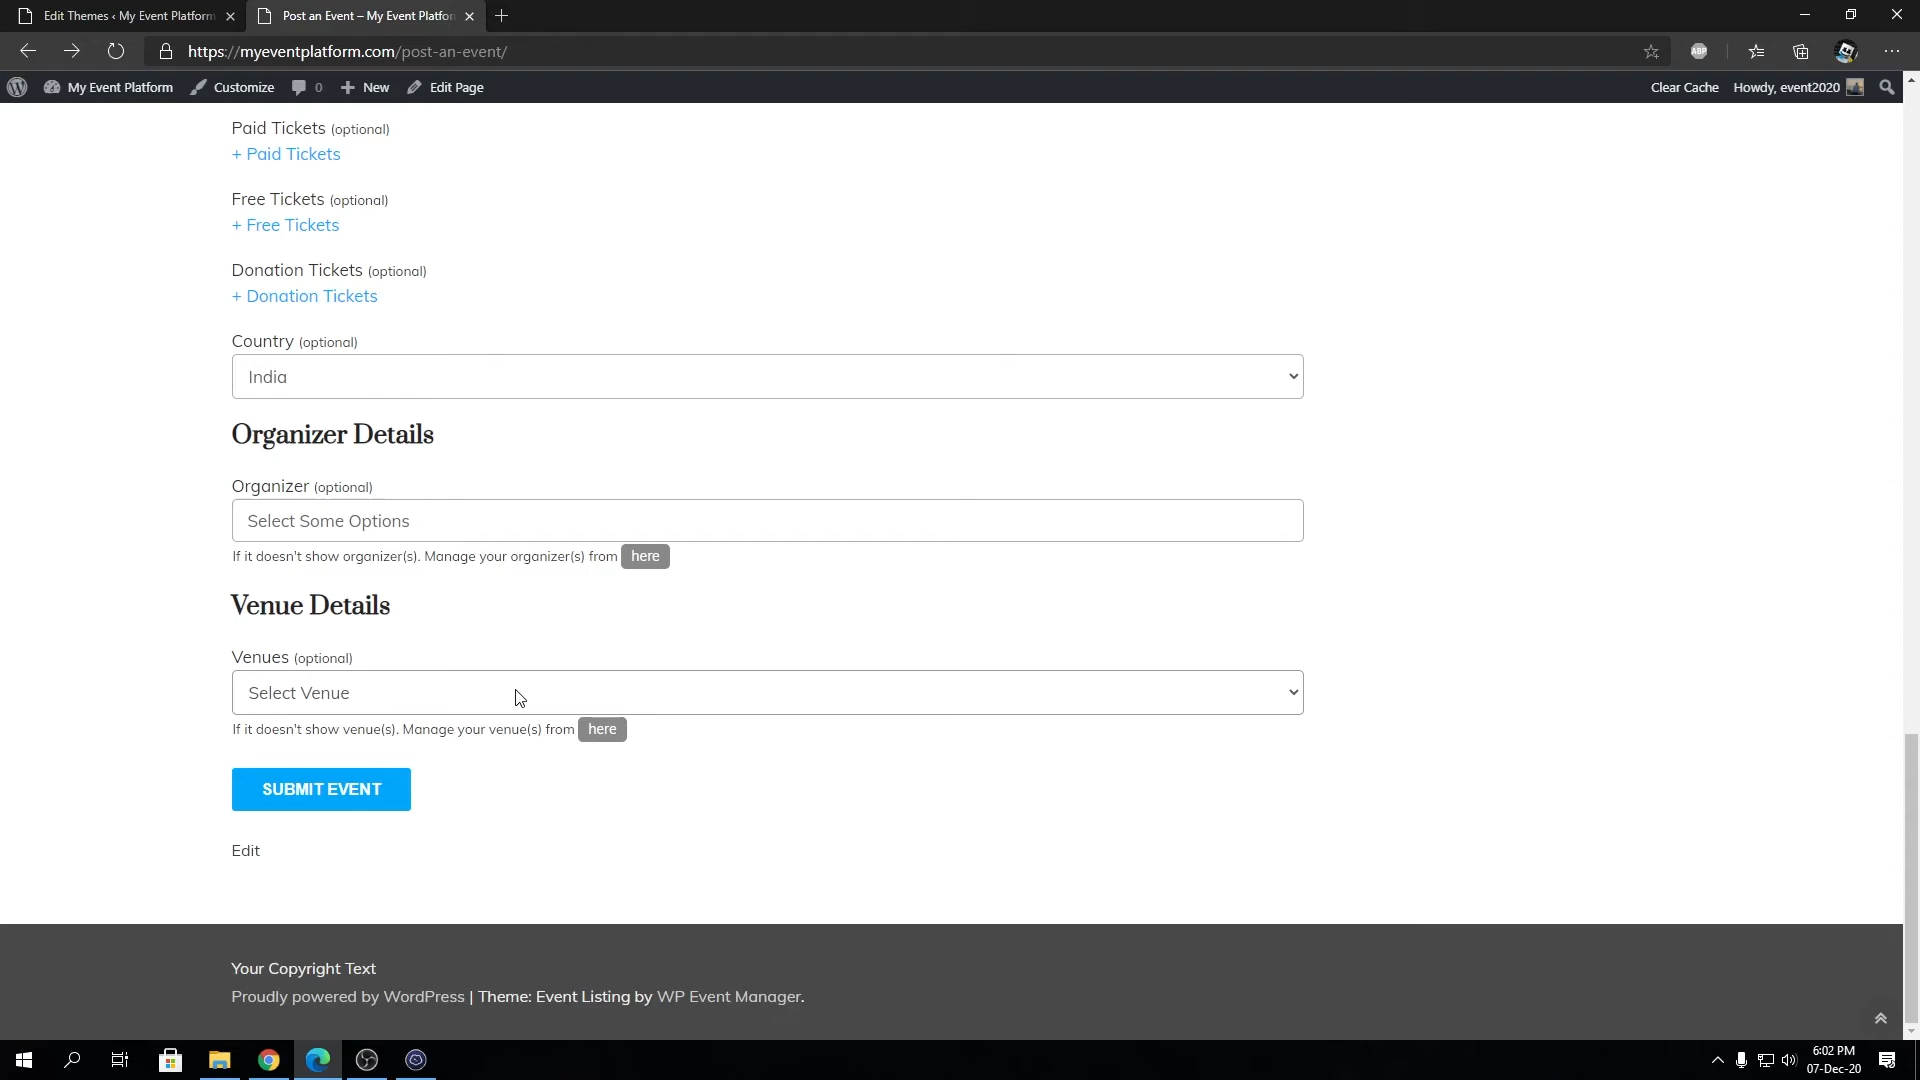 Edit Themes ‹ My Event Platform
Post an Event – My Event Platfor
https://myeventplatform.com/post-an-event/
ABP
My Event Platform
Customize
0
New
Edit Page
Clear Cache
Howdy, event2020
Paid Tickets (optional)
+ Paid Tickets
Free Tickets (optional)
+ Free Tickets
Donation Tickets (optional)
+ Donation Tickets
Country (optional)
India
Organizer Details
Organizer (optional)
Select Some Options
If it doesn't show organizer(s). Manage your organizer(s) from here
Venue Details
Venues (optional)
Select Venue
If it doesn't show venue(s). Manage your venue(s) from here
SUBMIT EVENT
Edit
Your Copyright Text
Proudly powered by WordPress | Theme: Event Listing by WP Event Manager.
6:02 PM
07-Dec-20